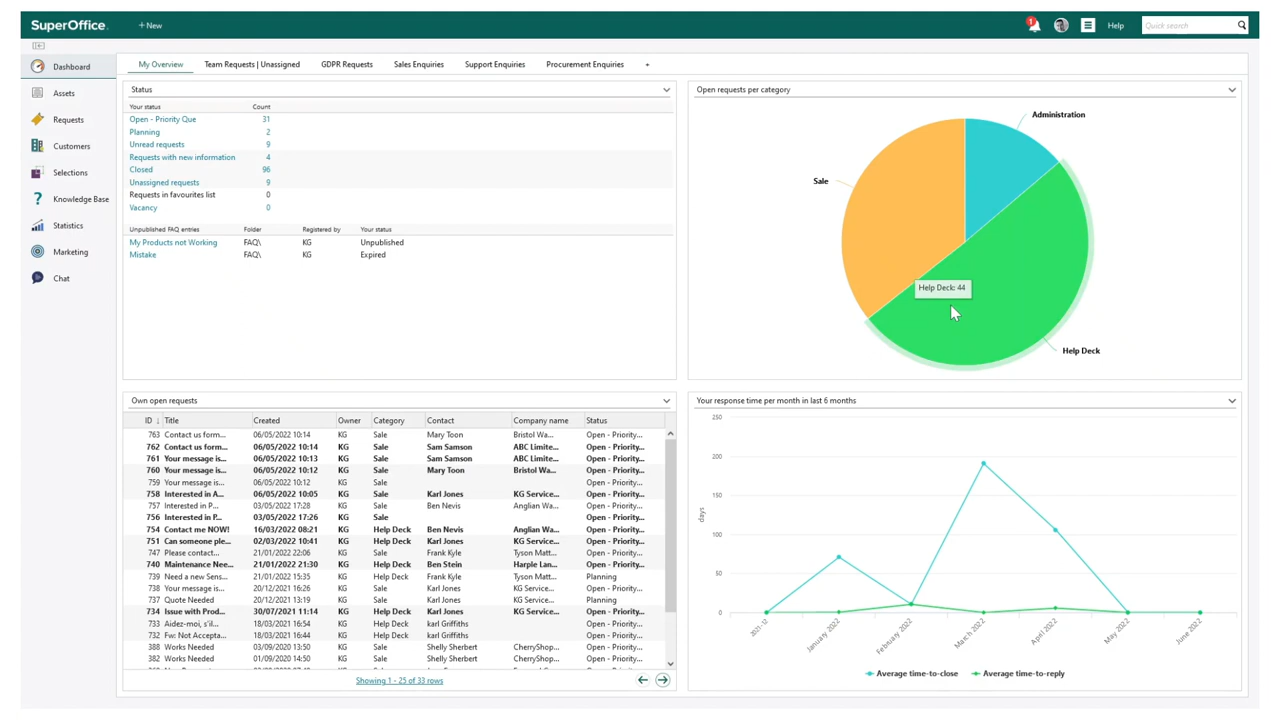 SuperOffice.
+ New
1
Help
Quick search
Dashboard
Assets
Requests
Customers
Selections
Knowledge Base
Statistics
Marketing
Chat
My Overview Team Requests | Unassigned GDPR Requests Sales Enquiries Support Enquiries Procurement Enquiries +
Status
Your status Count
Open - Priority Que 31
Planning 2
Unread requests 9
Requests with new information 4
Closed 96
Unassigned requests 9
Requests in favourites list 0
Vacancy 0
Unpublished FAQ entries Folder Registered by Your status
My Products not Working FAQ\ KG Unpublished
Mistake FAQ\ KG Expired
Open requests per category
Administration
Sale
Help Deck: 44
Help Deck
Own open requests
ID ↓ Title Created Owner Category Contact Company name Status
763 Contact us form... 06/05/2022 10:14 KG Sale Mary Toon Bristol Wa... Open - Priority...
762 Contact us form... 06/05/2022 10:14 KG Sale Sam Samson ABC Limite... Open - Priority...
761 Your message is... 06/05/2022 10:13 KG Sale Sam Samson ABC Limite... Open - Priority...
760 Your message is... 06/05/2022 10:12 KG Sale Mary Toon Bristol Wa... Open - Priority...
759 Your message is... 06/05/2022 10:12 KG Sale Open - Priority...
758 Interested in A... 06/05/2022 10:05 KG Sale Karl Jones KG Service... Open - Priority...
757 Interested in P... 03/05/2022 17:28 KG Sale Ben Nevis Anglian Wa... Open - Priority...
756 Interested in P... 03/05/2022 17:26 KG Sale Open - Priority...
754 Contact me NOW! 16/03/2022 08:21 KG Help Deck Ben Nevis Anglian Wa... Open - Priority...
751 Can someone ple... 02/03/2022 10:41 KG Help Deck Karl Jones KG Service... Open - Priority...
747 Please contact... 21/01/2022 22:06 KG Sale Frank Kyle Tyson Matt... Open - Priority...
740 Maintenance Nee... 21/01/2022 21:30 KG Help Deck Ben Stein Harple Lan... Open - Priority...
739 Need a new Sens... 21/01/2022 15:35 KG Help Deck Frank Kyle Tyson Matt... Planning
738 Your message is... 20/12/2021 16:26 KG Sale Karl Jones KG Service... Open - Priority...
737 Quote Needed 20/12/2021 13:19 KG Sale Karl Jones KG Service... Planning
734 Issue with Prod... 30/07/2021 11:14 KG Help Deck Karl Jones KG Service... Open - Priority...
733 Aidez-moi, s'il... 18/03/2021 16:54 KG Help Deck karl Griffiths Open - Priority...
732 Fw: Not Accepta... 18/03/2021 16:44 KG Help Deck karl Griffiths Open - Priority...
388 Works Needed 03/09/2020 13:50 KG Sale Shelly Sherbert CherryShop... Open - Priority...
382 Works Needed 01/09/2020 14:50 KG Sale Shelly Sherbert CherryShop... Open - Priority...
Showing 1 - 25 of 33 rows
Your response time per month in last 6 months
250
200
150
100
50
0
days
2021-12 January 2022 February 2022 March 2022 April 2022 May 2022 June 2022
Average time-to-close Average time-to-reply